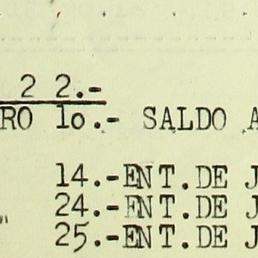 2 2.-
RO 1o.- SALDO A
14.-ENT.DE J
24.-ENT.DE J
25.-ENT.DE J